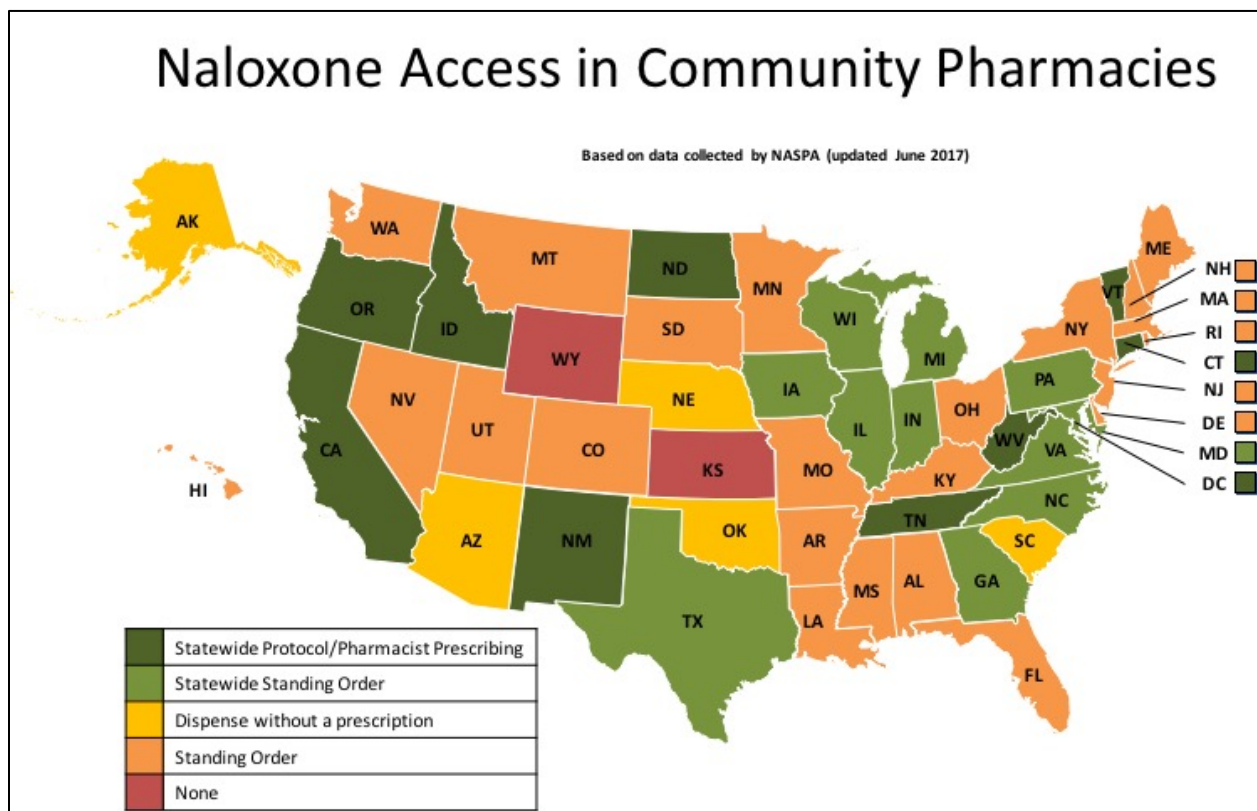 Naloxone Access in Community Pharmacies
Based on data collected by NASPA (updated June 2017)
AK
WA
MT
ND
MN
ME
NH
MA
RI
CT
NJ
DE
MD
DC
VT
NY
OR
ID
WY
SD
WI
MI
PA
NE
IA
NV
UT
CO
IL
IN
OH
WV
VA
CA
KS
MO
KY
NC
HI
AZ
NM
OK
AR
TN
SC
MS
AL
GA
TX
LA
FL
Statewide Protocol/Pharmacist Prescribing
Statewide Standing Order
Dispense without a prescription
Standing Order
None